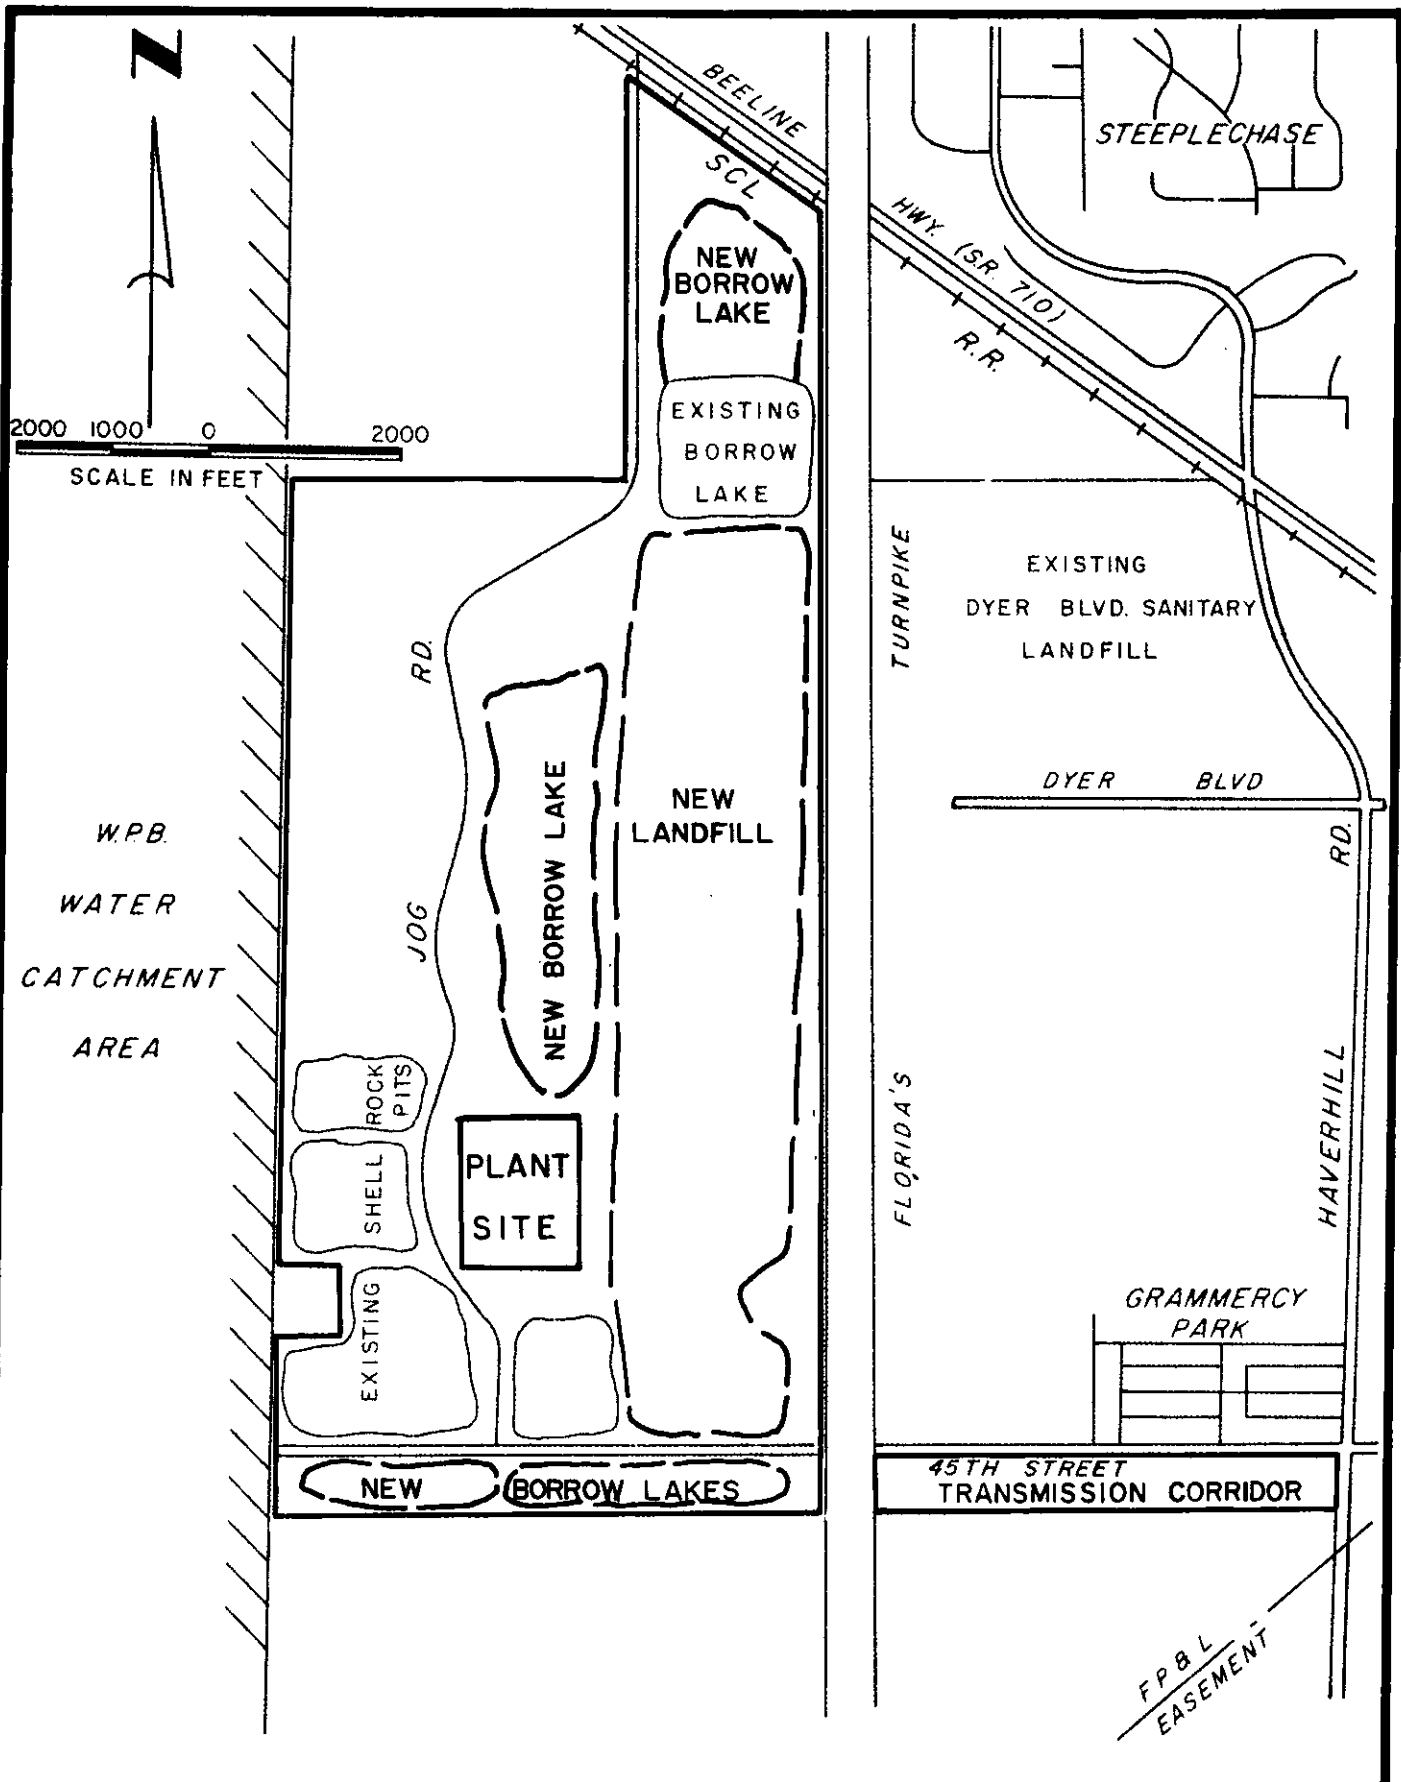 N
BEELINE
STEEPLECHASE
SCL
HWY. (S.R. 710)
R.R.
NEW
BORROW
LAKE
2000 1000 0 2000
SCALE IN FEET
EXISTING
BORROW
LAKE
TURNPIKE
EXISTING
DYER BLVD. SANITARY
LANDFILL
RD.
DYER BLVD
NEW
LANDFILL
NEW BORROW LAKE
W.P.B.
WATER
CATCHMENT
AREA
JOG
RD.
ROCK
PITS
SHELL
EXISTING
PLANT
SITE
FLORIDA'S
HAVERHILL
GRAMMERCY
PARK
NEW BORROW LAKES
45TH STREET
TRANSMISSION CORRIDOR
FP&L
EASEMENT